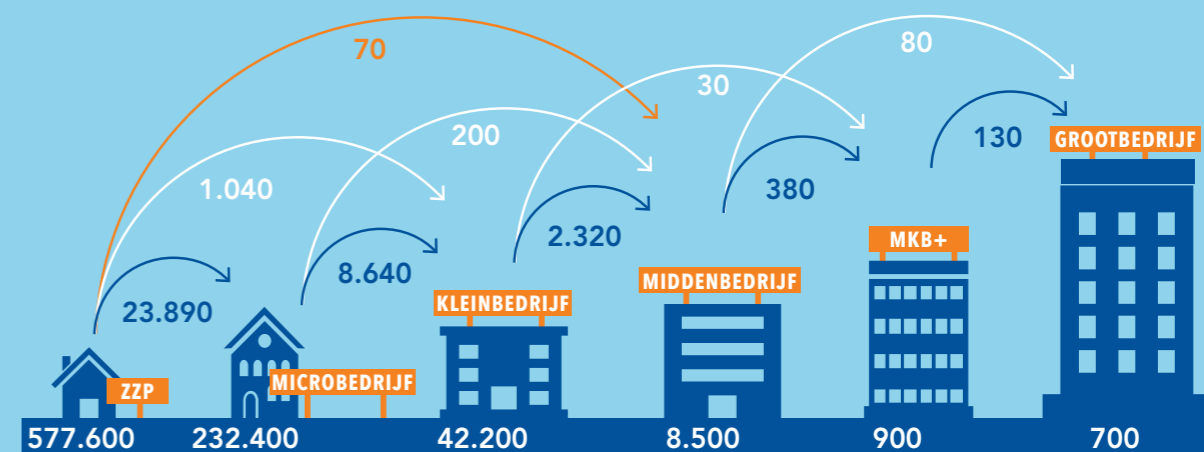 70
80
30
200
130
1.040
380
2.320
8.640
23.890
GROOTBEDRIJF
MKB+
MIDDENBEDRIJF
KLEINBEDRIJF
MICROBEDRIJF
ZZP
577.600
232.400
42.200
8.500
900
700